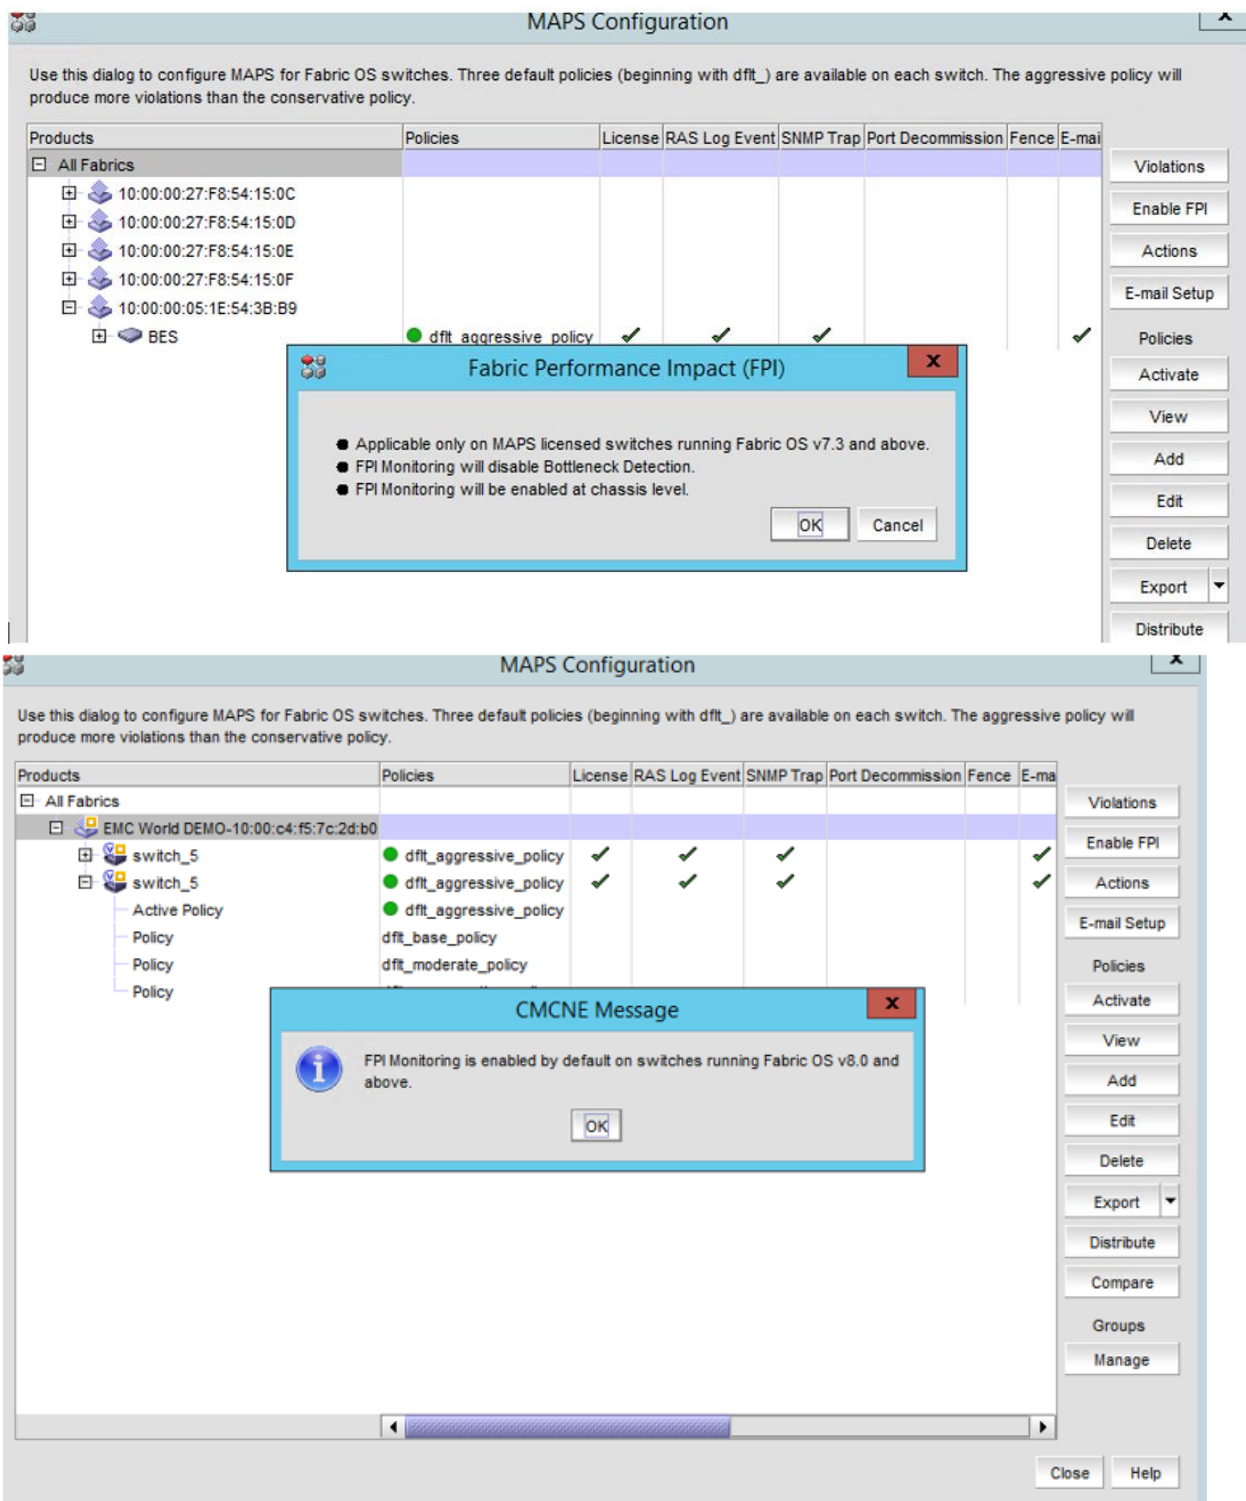 MAPS Configuration
x
Use this dialog to configure MAPS for Fabric OS switches. Three default policies (beginning with dflt_) are available on each switch. The aggressive policy will
produce more violations than the conservative policy.
Products Policies License RAS Log Event SNMP Trap Port Decommission Fence E-mai
All Fabrics
10:00:00:27:F8:54:15:0C
10:00:00:27:F8:54:15:0D
10:00:00:27:F8:54:15:0E
10:00:00:27:F8:54:15:0F
10:00:00:05:1E:54:3B:B9
BES dflt_aggressive_policy
Violations
Enable FPI
Actions
E-mail Setup
Policies
Activate
View
Add
Edit
Delete
Export
Distribute
Fabric Performance Impact (FPI)
x
Applicable only on MAPS licensed switches running Fabric OS v7.3 and above.
FPI Monitoring will disable Bottleneck Detection.
FPI Monitoring will be enabled at chassis level.
OK Cancel
MAPS Configuration
x
Use this dialog to configure MAPS for Fabric OS switches. Three default policies (beginning with dflt_) are available on each switch. The aggressive policy will
produce more violations than the conservative policy.
Products Policies License RAS Log Event SNMP Trap Port Decommission Fence E-ma
All Fabrics
EMC World DEMO-10:00:c4:f5:7c:2d:b0
switch_5 dflt_aggressive_policy
switch_5 dflt_aggressive_policy
Active Policy dflt_aggressive_policy
Policy dflt_base_policy
Policy dflt_moderate_policy
Policy
Violations
Enable FPI
Actions
E-mail Setup
Policies
Activate
View
Add
Edit
Delete
Export
Distribute
Compare
Groups
Manage
CMCNE Message
x
FPI Monitoring is enabled by default on switches running Fabric OS v8.0 and
above.
OK
Close Help